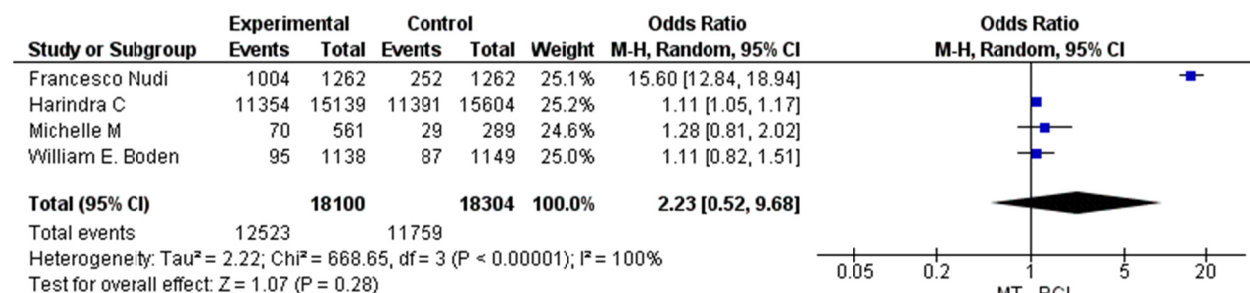 Experimental Control Odds Ratio Odds Ratio
Study or Subgroup Events Total Events Total Weight M-H, Random, 95% CI M-H, Random, 95% CI
Francesco Nudi 1004 1262 252 1262 25.1% 15.60 [12.84, 18.94]
Harindra C 11354 15139 11391 15604 25.2% 1.11 [1.05, 1.17]
Michelle M 70 561 29 289 24.6% 1.28 [0.81, 2.02]
William E. Boden 95 1138 87 1149 25.0% 1.11 [0.82, 1.51]
Total (95% CI) 18100 18304 100.0% 2.23 [0.52, 9.68]
Total events 12523 11759
Heterogeneity: Tau² = 2.22; Chi² = 668.65, df = 3 (P < 0.00001); I² = 100%
Test for overall effect: Z = 1.07 (P = 0.28)
0.05 0.2 1 5 20
MT PCI